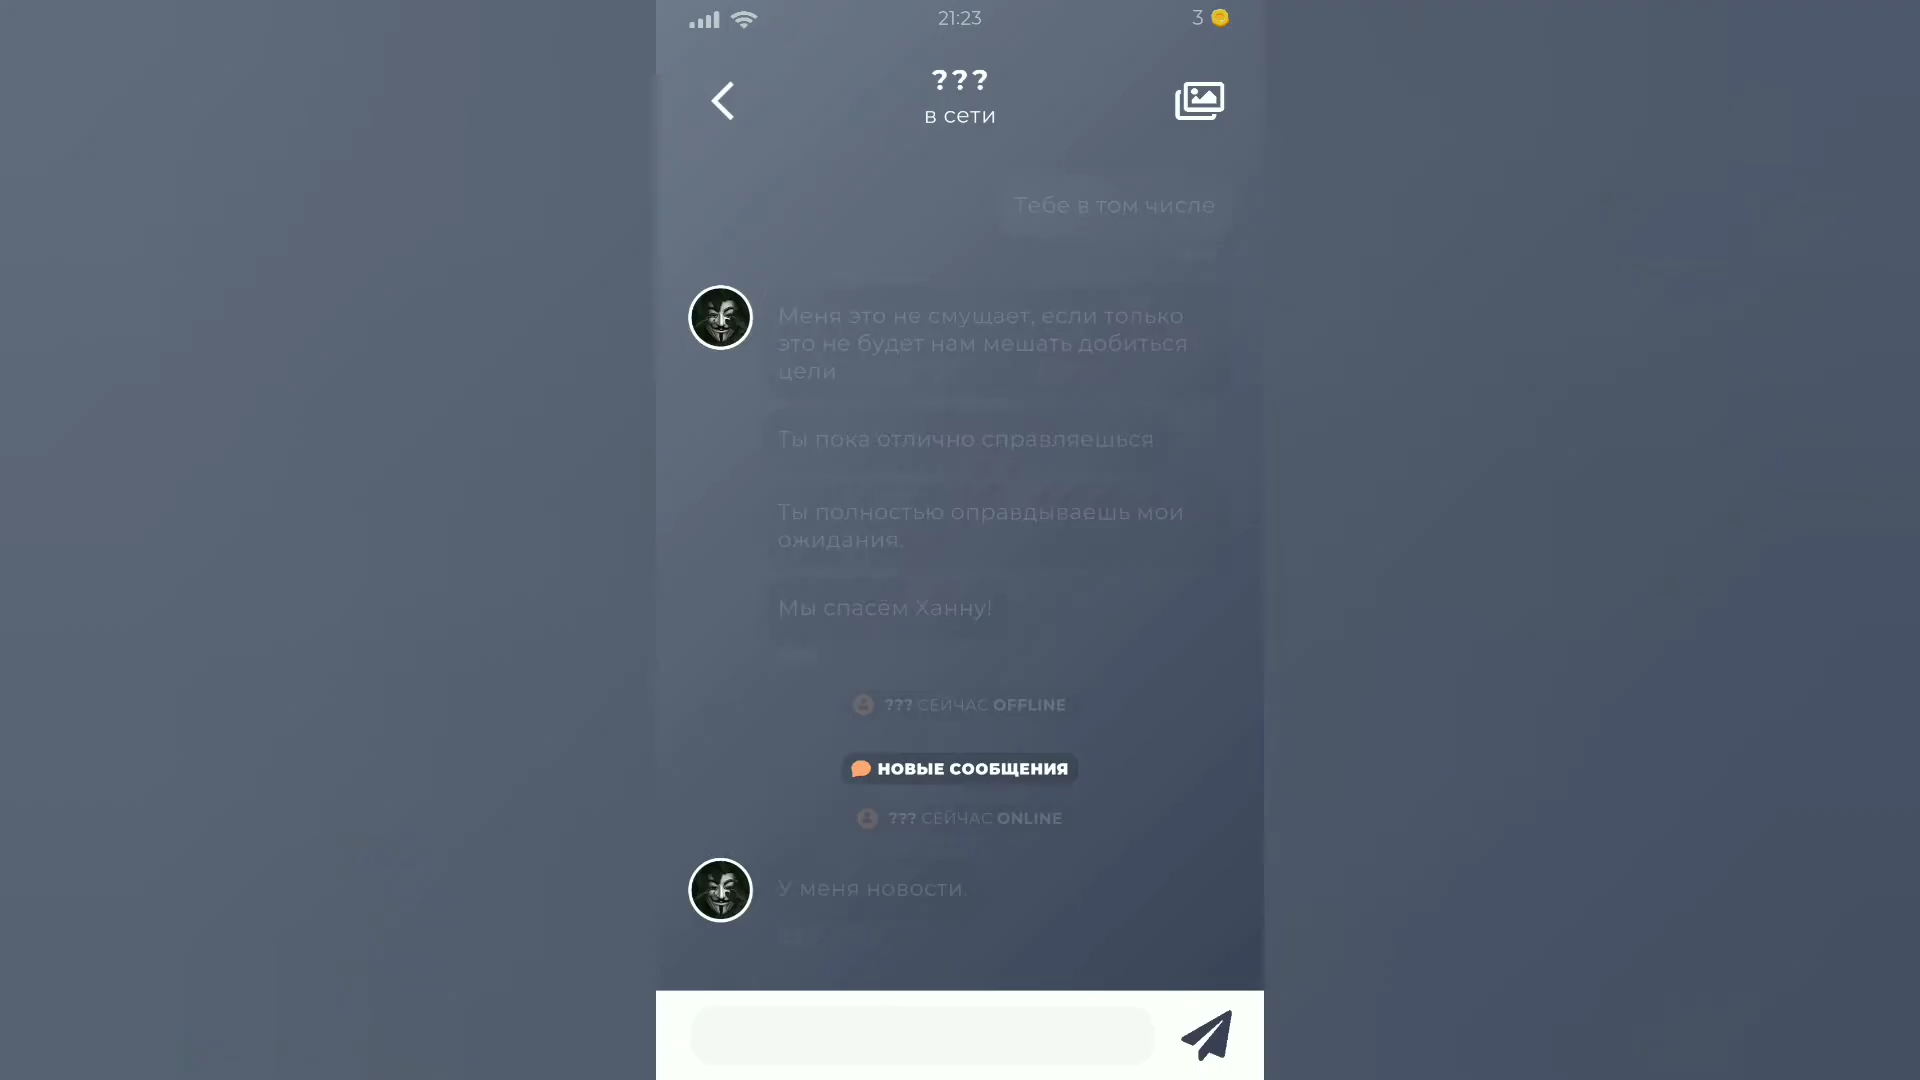 21:23
3
???
в сети
Тебе в том числе
Меня это не смущает, если только
это не будет нам мешать добиться
цели
Ты пока отлично справляешься
Ты полностью оправдываешь мои
ожидания.
Мы спасём Ханну!
??? СЕЙЧАС OFFLINE
НОВЫЕ СООБЩЕНИЯ
??? СЕЙЧАС ONLINE
У меня новости.